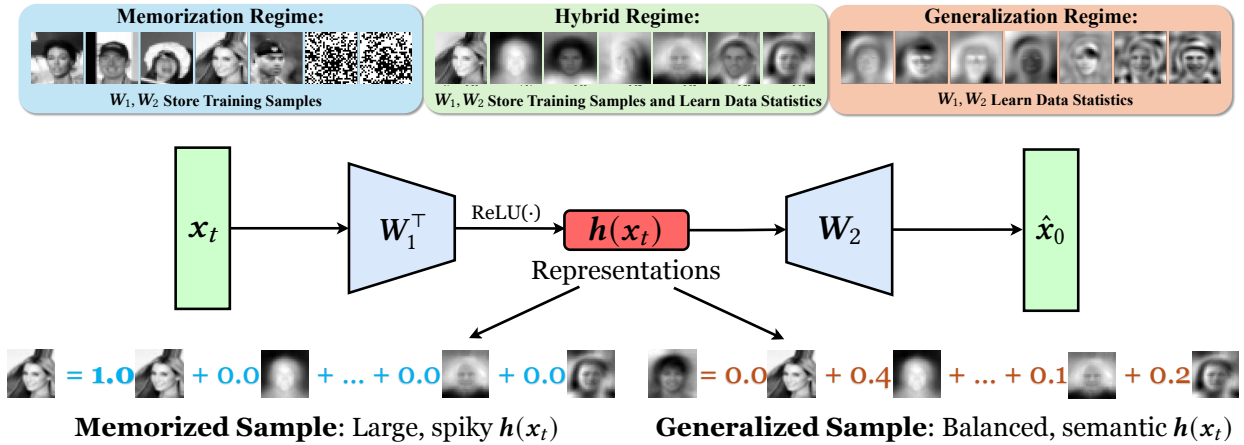 Memorization Regime:
W₁, W₂ Store Training Samples
Hybrid Regime:
W₁, W₂ Store Training Samples and Learn Data Statistics
Generalization Regime:
W₁, W₂ Learn Data Statistics
xₜ
W₁⊤
ReLU(·)
h(xₜ)
Representations
W₂
x̂₀
= 1.0 + 0.0 + ... + 0.0 + 0.0
Memorized Sample: Large, spiky h(xₜ)
= 0.0 + 0.4 + ... + 0.1 + 0.2
Generalized Sample: Balanced, semantic h(xₜ)